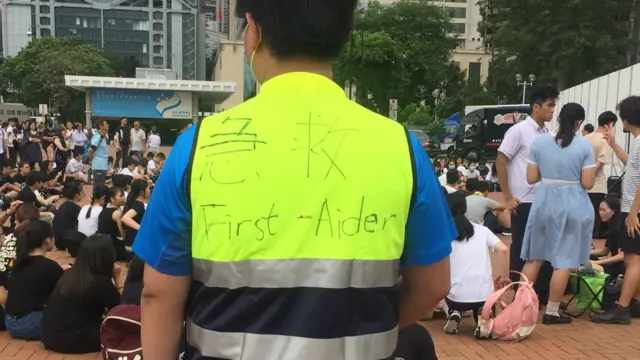 急救
First-Aider